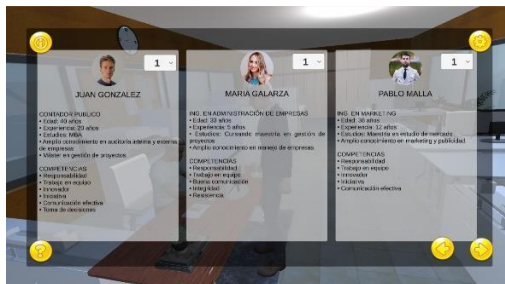 1
JUAN GONZALEZ
CONTADOR PUBLICO
• Edad: 40 años
• Experiencia: 20 años
• Estudios: MBA
• Amplio conocimiento en auditoria interna y externa
de empresas
• Máster en gestión de proyectos.
COMPETENCIAS
• Responsabilidad
• Trabajo en equipo
• Innovador
• Iniciativa
• Comunicación efectiva
• Toma de decisiones
1
MARIA GALARZA
ING. EN ADMINISTRACIÓN DE EMPRESAS
• Edad: 33 años
• Experiencia: 5 años
• Estudios: Cursando maestria en gestión de
proyectos
• Amplio conocimiento en manejo de empresas
COMPETENCIAS
• Responsabilidad
• Trabajo en equipo
• Buena comunicación
• Integridad
• Resistencia
1
PABLO MALLA
ING. EN MARKETING
• Edad: 38 años
• Experiencia: 12 años
• Estudios: Maestria en estudio de mercado
• Amplio conocimiento en marketing y publicidad
COMPETENCIAS
• Responsabilidad
• Trabajo en equipo
• Innovador
• Iniciativa
• Comunicación efectiva
?